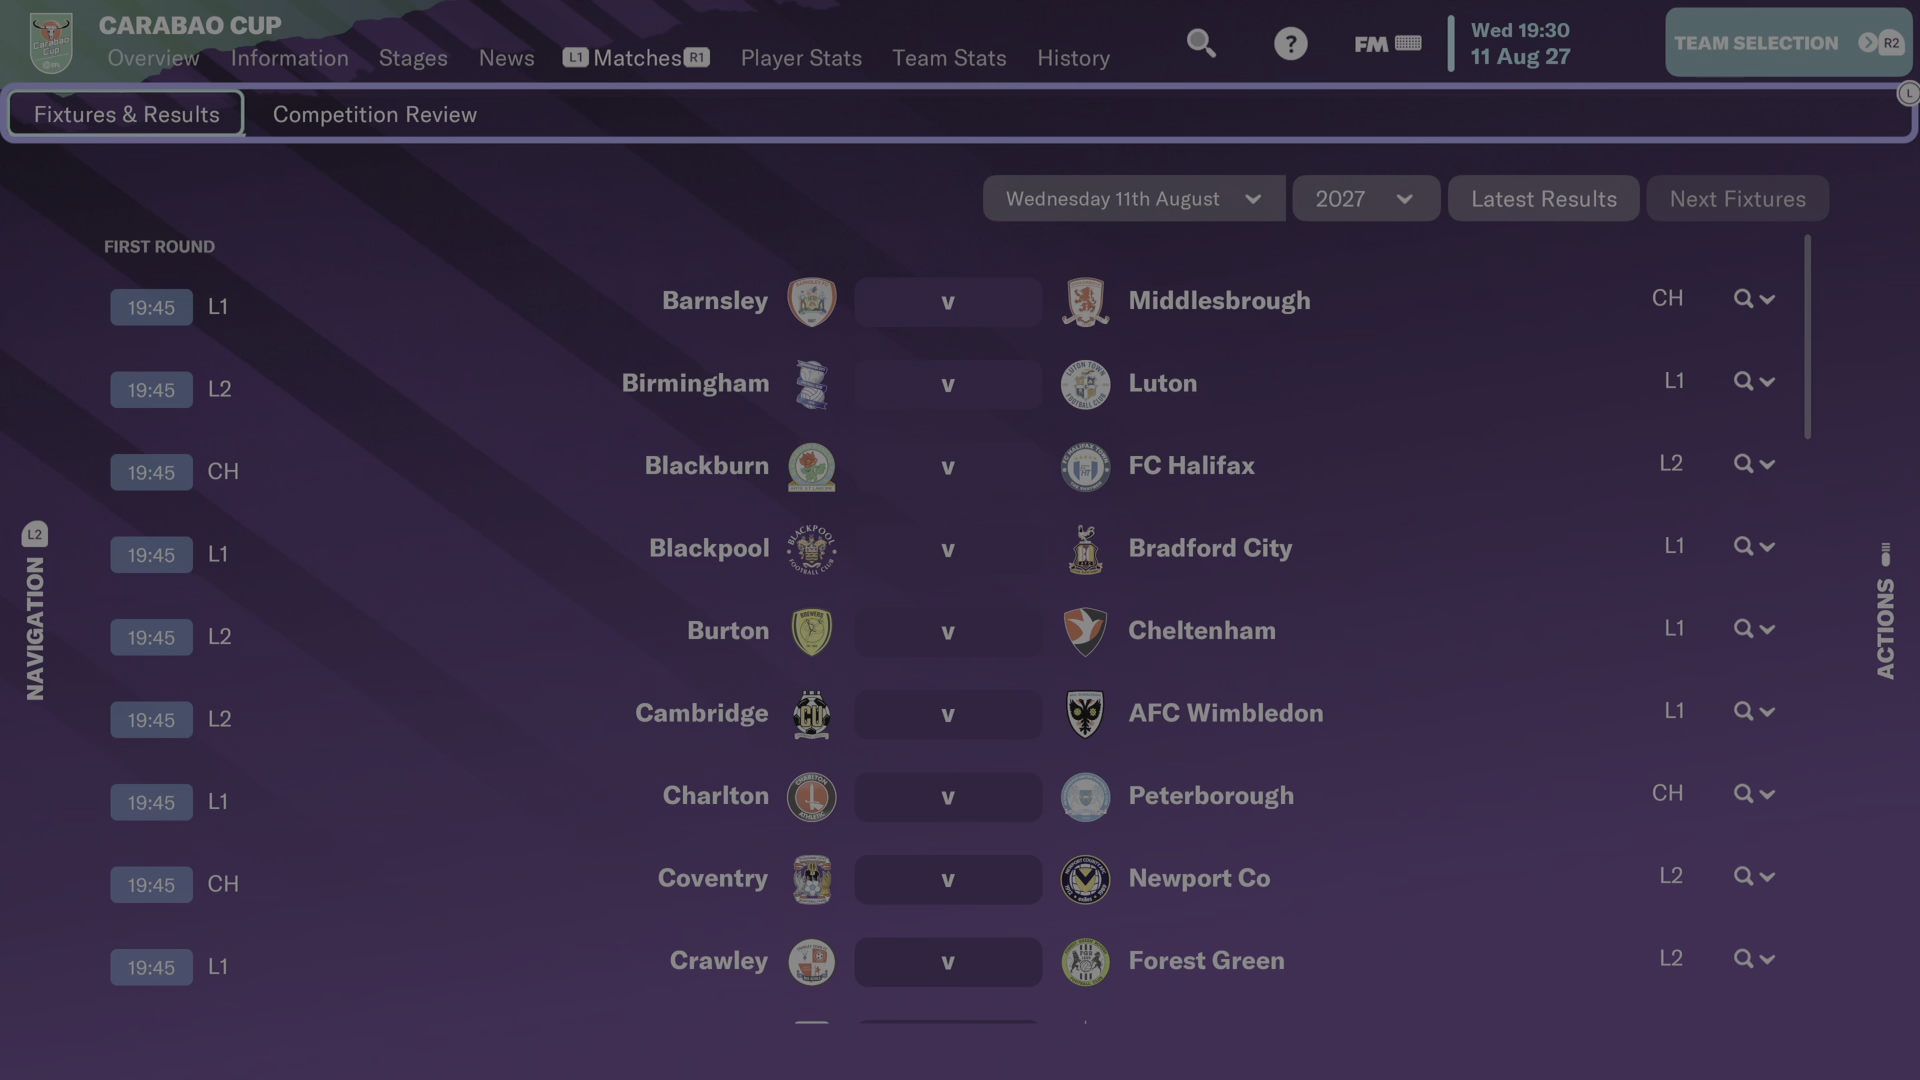 CARABAO CUP
Overview Information Stages News L1 Matches R1 Player Stats Team Stats History
? FM Wed 19:30
11 Aug 27
TEAM SELECTION R2
Fixtures & Results Competition Review L
Wednesday 11th August 2027 Latest Results Next Fixtures
FIRST ROUND
19:45 L1 Barnsley v Middlesbrough CH
19:45 L2 Birmingham v Luton L1
19:45 CH Blackburn v FC Halifax L2
19:45 L1 Blackpool v Bradford City L1
19:45 L2 Burton v Cheltenham L1
19:45 L2 Cambridge v AFC Wimbledon L1
19:45 L1 Charlton v Peterborough CH
19:45 CH Coventry v Newport Co L2
19:45 L1 Crawley v Forest Green L2
L2 NAVIGATION
ACTIONS